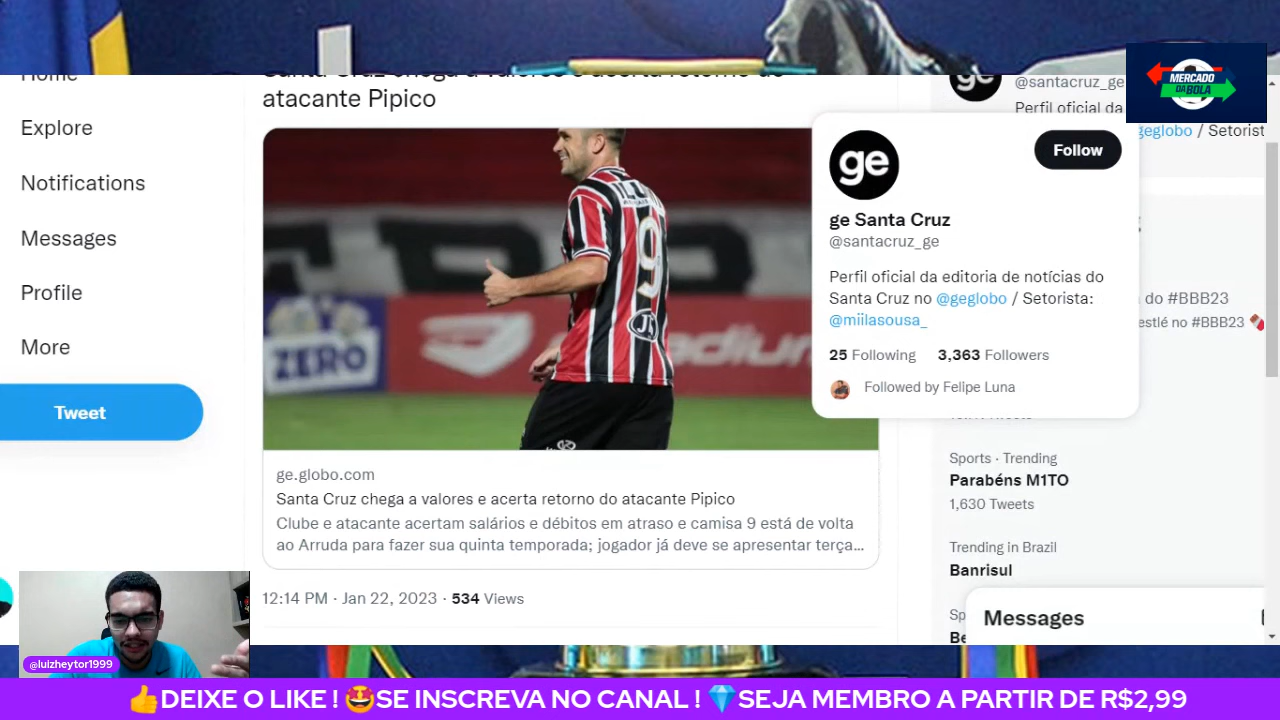 Home
Explore
Notifications
Messages
Profile
More
Tweet
Santa Cruz chega a valores e acerta retorno do
atacante Pipico
ZERO
9
ge.globo.com
Santa Cruz chega a valores e acerta retorno do atacante Pipico
Clube e atacante acertam salários e débitos em atraso e camisa 9 está de volta
ao Arruda para fazer sua quinta temporada; jogador já deve se apresentar terça...
12:14 PM · Jan 22, 2023 · 534 Views
ge
Follow
ge Santa Cruz
@santacruz_ge
Perfil oficial da editoria de notícias do
Santa Cruz no @geglobo / Setorista:
@miilasousa_
25 Following 3,363 Followers
Followed by Felipe Luna
ge
@santacruz_ge
Perfil oficial da
geglobo / Setorist
MERCADO
DA BOLA
do #BBB23
estlé no #BBB23
Sports · Trending
Parabéns M1TO
1,630 Tweets
Trending in Brazil
Banrisul
Sp
Be
Messages
@luizheytor1999
👍DEIXE O LIKE ! 🤩SE INSCREVA NO CANAL ! 💎SEJA MEMBRO A PARTIR DE R$2,99